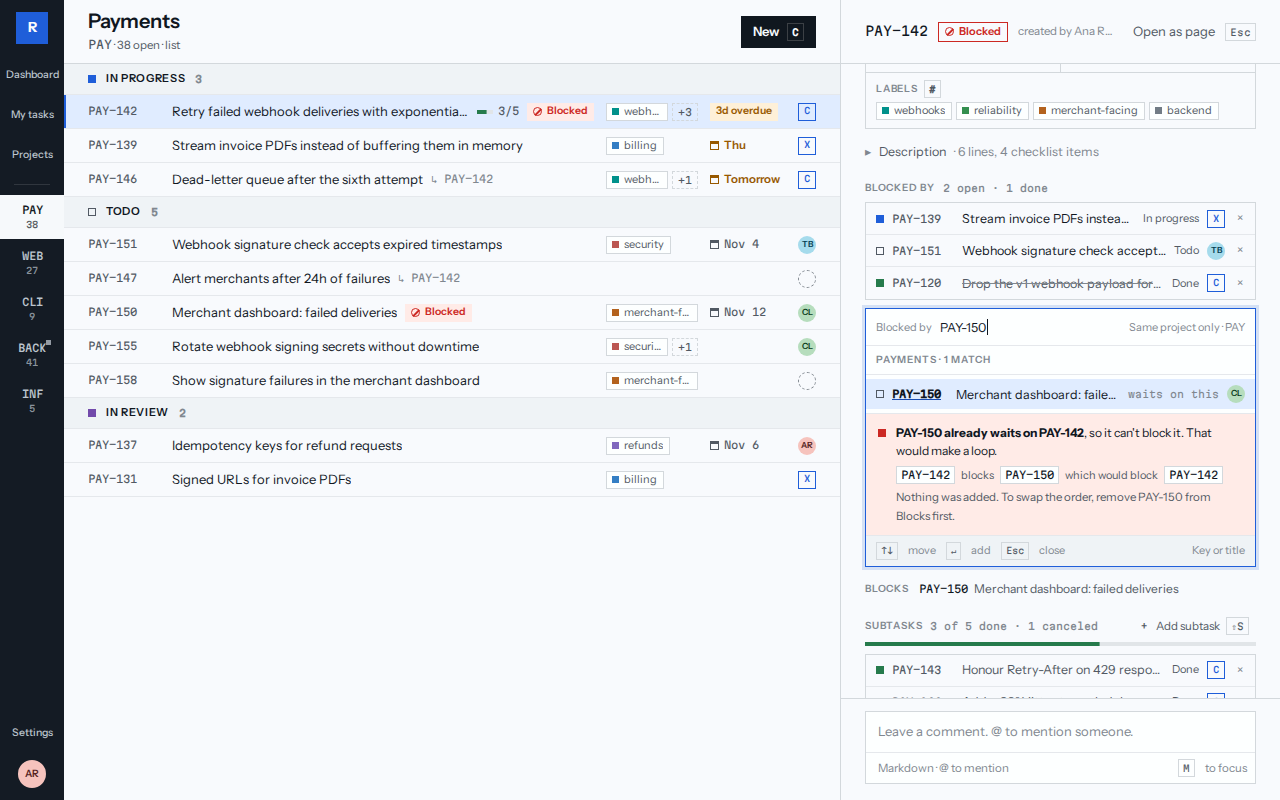 R
Dashboard
My tasks
Projects
PAY
38
WEB
27
CLI
9
BACK
41
INF
5
Settings
AR
Payments
PAY · 38 open · list
New C
IN PROGRESS 3
PAY-142 Retry failed webhook deliveries with exponentia… 3/5 Blocked webh… +3 3d overdue C
PAY-139 Stream invoice PDFs instead of buffering them in memory billing Thu X
PAY-146 Dead-letter queue after the sixth attempt ↳ PAY-142 webh… +1 Tomorrow C
TODO 5
PAY-151 Webhook signature check accepts expired timestamps security Nov 4 TB
PAY-147 Alert merchants after 24h of failures ↳ PAY-142
PAY-150 Merchant dashboard: failed deliveries Blocked merchant-f… Nov 12 CL
PAY-155 Rotate webhook signing secrets without downtime securi… +1 CL
PAY-158 Show signature failures in the merchant dashboard merchant-f…
IN REVIEW 2
PAY-137 Idempotency keys for refund requests refunds Nov 6 AR
PAY-131 Signed URLs for invoice PDFs billing X
PAY-142 Blocked created by Ana R… Open as page Esc
LABELS #
webhooks reliability merchant-facing backend
▸ Description · 6 lines, 4 checklist items
BLOCKED BY 2 open · 1 done
PAY-139 Stream invoice PDFs instea… In progress X ×
PAY-151 Webhook signature check accept… Todo TB ×
PAY-120 Drop the v1 webhook payload for… Done C ×
Blocked by PAY-150 Same project only · PAY
PAYMENTS · 1 MATCH
PAY-150 Merchant dashboard: faile… waits on this CL
PAY-150 already waits on PAY-142, so it can't block it. That
would make a loop.
PAY-142 blocks PAY-150 which would block PAY-142
Nothing was added. To swap the order, remove PAY-150 from
Blocks first.
↑↓ move ↵ add Esc close Key or title
BLOCKS PAY-150 Merchant dashboard: failed deliveries
SUBTASKS 3 of 5 done · 1 canceled + Add subtask ⇧S
PAY-143 Honour Retry-After on 429 respo… Done C ×
Leave a comment. @ to mention someone.
Markdown · @ to mention M to focus